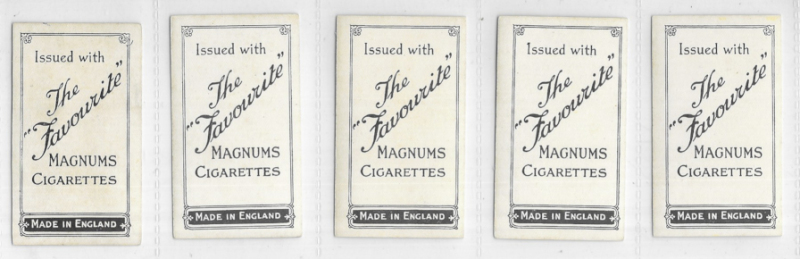 Issued with
The
"Favourite"
MAGNUMS
CIGARETTES
MADE IN ENGLAND
Issued with
The
"Favourite"
MAGNUMS
CIGARETTES
MADE IN ENGLAND
Issued with
The
"Favourite"
MAGNUMS
CIGARETTES
MADE IN ENGLAND
Issued with
The
"Favourite"
MAGNUMS
CIGARETTES
MADE IN ENGLAND
Issued with
The
"Favourite"
MAGNUMS
CIGARETTES
MADE IN ENGLAND